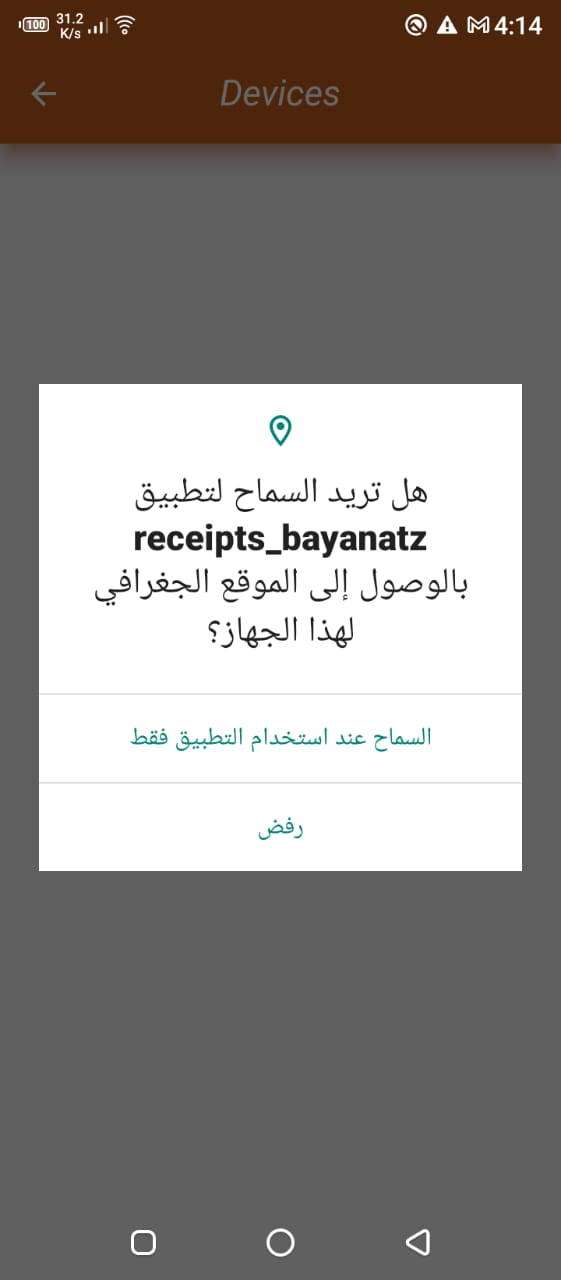 100 31.2 K/s 4:14
Devices
هل تريد السماح لتطبيق
receipts_bayanatz
بالوصول إلى الموقع الجغرافي
لهذا الجهاز؟
السماح عند استخدام التطبيق فقط
رفض